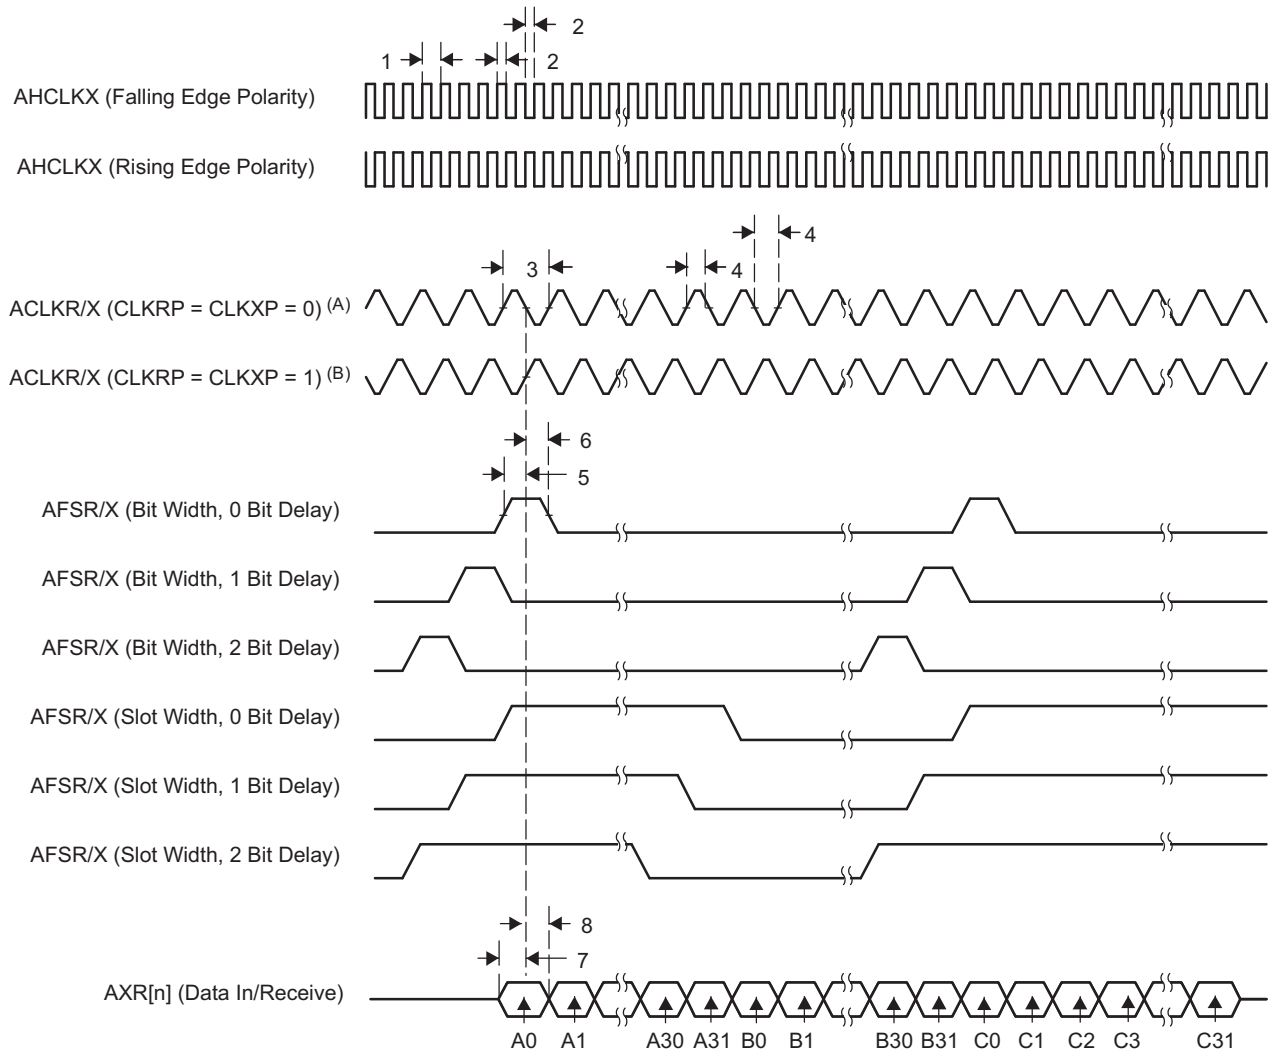 2
1
2
AHCLKX (Falling Edge Polarity)
AHCLKX (Rising Edge Polarity)
4
3
4
ACLKR/X (CLKRP = CLKXP = 0) (A)
ACLKR/X (CLKRP = CLKXP = 1) (B)
6
5
AFSR/X (Bit Width, 0 Bit Delay)
AFSR/X (Bit Width, 1 Bit Delay)
AFSR/X (Bit Width, 2 Bit Delay)
AFSR/X (Slot Width, 0 Bit Delay)
AFSR/X (Slot Width, 1 Bit Delay)
AFSR/X (Slot Width, 2 Bit Delay)
8
7
AXR[n] (Data In/Receive)
A0 A1 A30 A31 B0 B1 B30 B31 C0 C1 C2 C3 C31